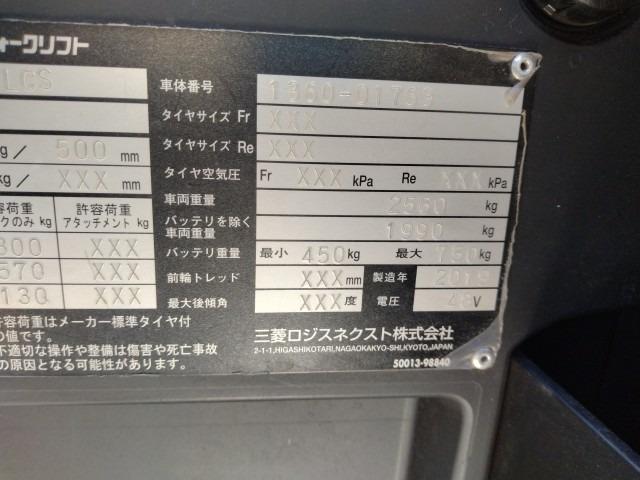 ォークリフト
LCS
車体番号 1360-01769
タイヤサイズ Fr XXX
タイヤサイズ Re XXX
kg / 500 mm
タイヤ空気圧 Fr XXX kPa Re XXX kPa
kg / XXX mm
車両重量 2560 kg
バッテリを除く車両重量 1990 kg
容荷重 許容荷重
クのみ kg アタッチメント kg
バッテリ重量 最小 450 kg 最大 750 kg
300 XXX
前輪トレッド XXX mm 製造年 2019
570 XXX
最大後傾角 XXX 度 電圧 48 V
130 XXX
許容荷重はメーカー標準タイヤ付
の値です。
不適切な操作や整備は傷害や死亡事故
の原因となる可能性があります。
三菱ロジスネクスト株式会社
2-1-1,HIGASHIKOTARI,NAGAOKAKYO-SHI,KYOTO,JAPAN
50013-98840